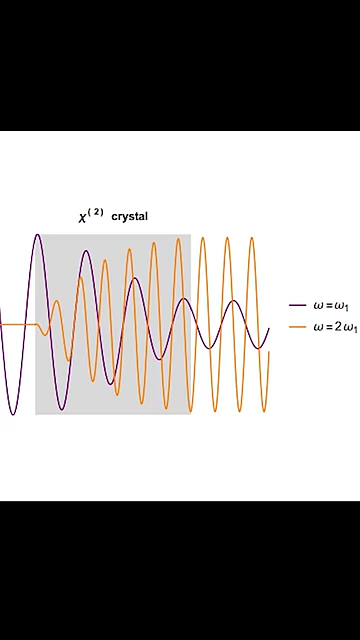 χ⁽²⁾ crystal
ω = ω₁
ω = 2 ω₁